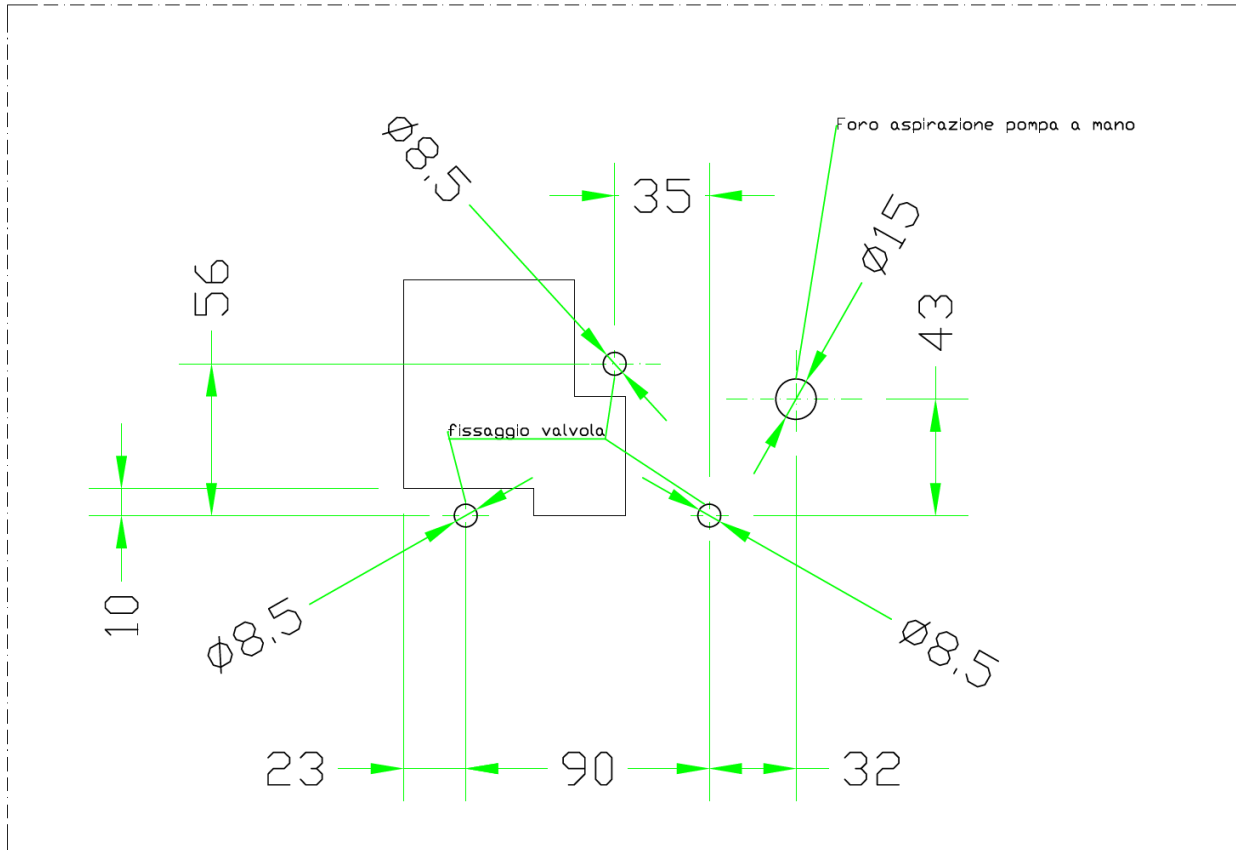 Foro aspirazione pompa a mano
Ø8.5
35
Ø15
56
43
fissaggio valvola
10
Ø8.5
Ø8.5
23
90
32